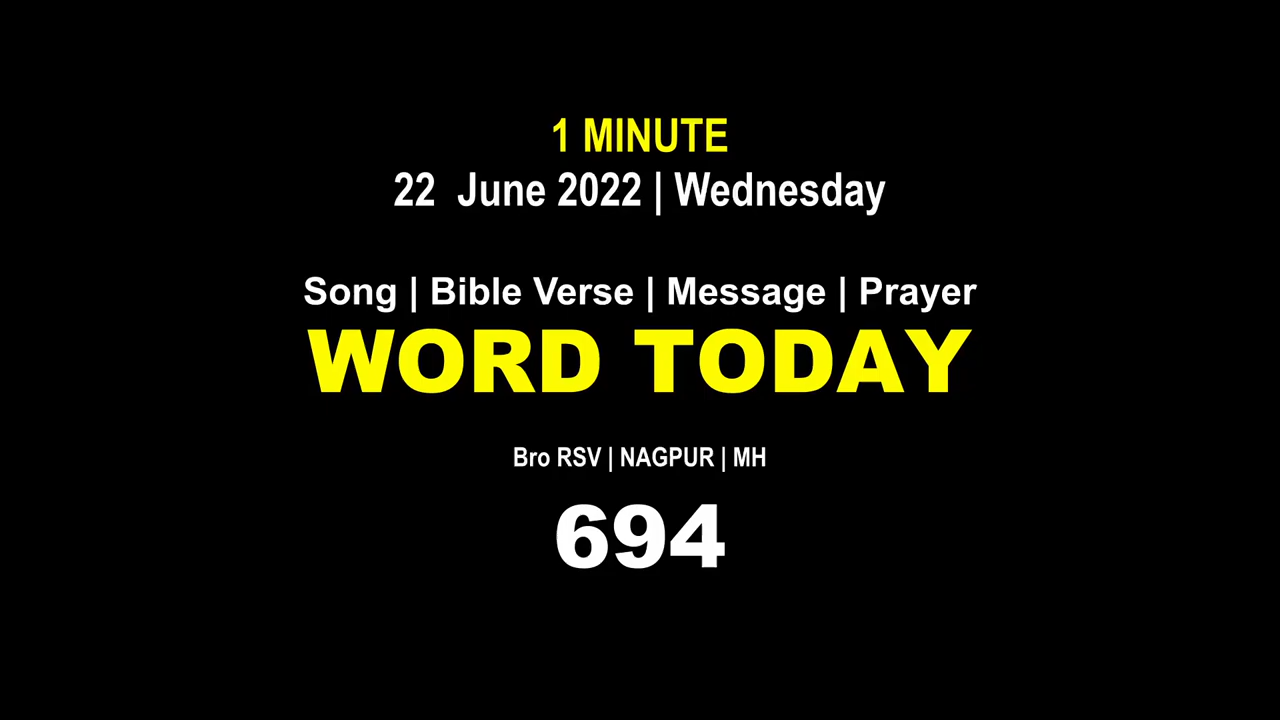 1 MINUTE
22 June 2022 | Wednesday
Song | Bible Verse | Message | Prayer
WORD TODAY
Bro RSV | NAGPUR | MH
694